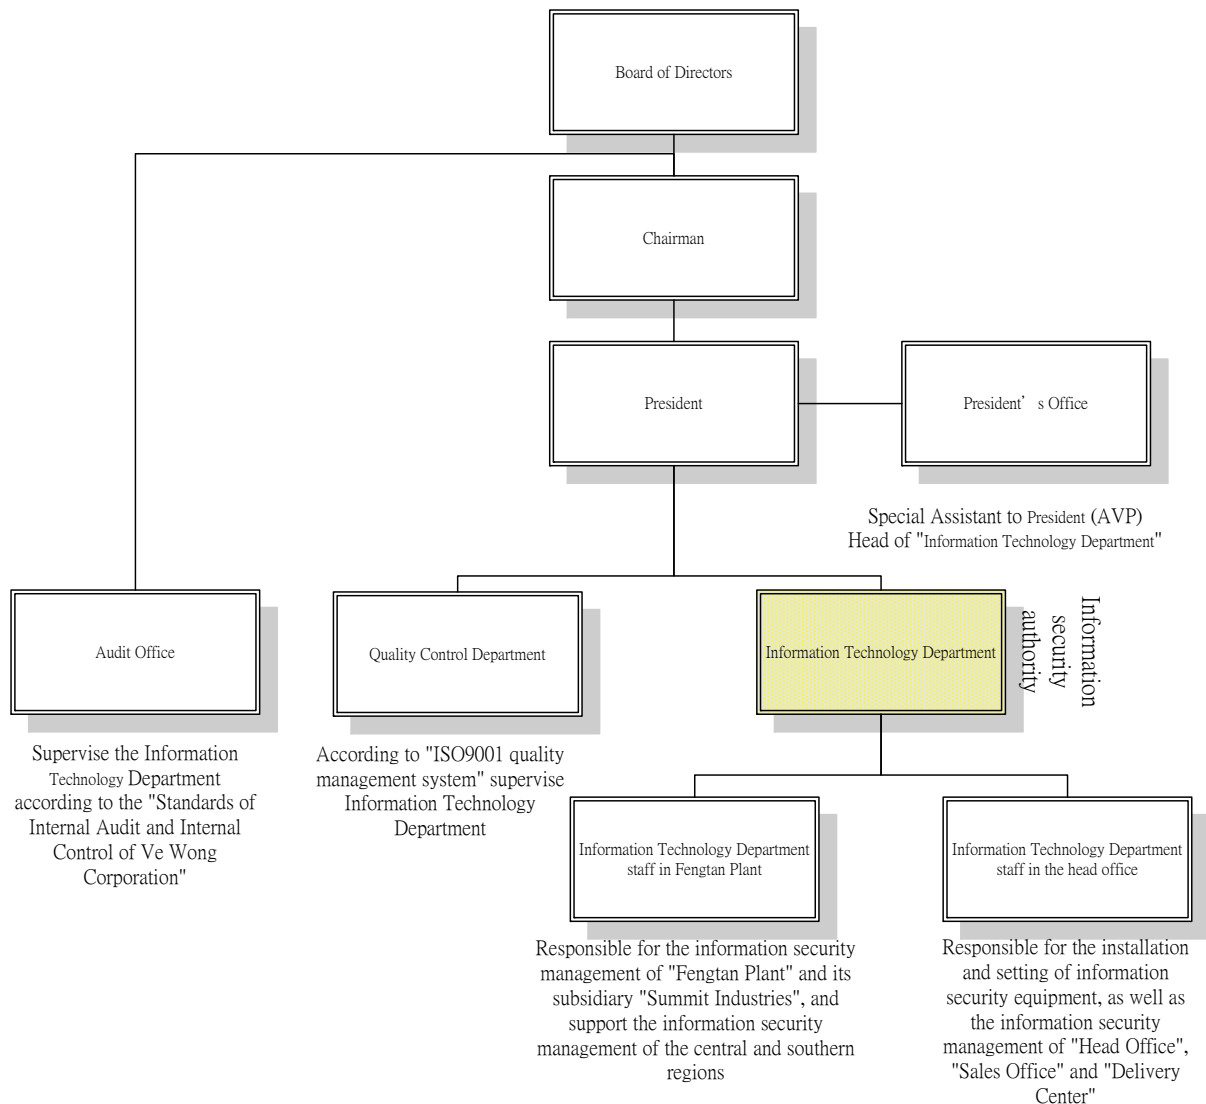 Board of Directors
Chairman
President
President’s Office
Special Assistant to President (AVP)
Head of "Information Technology Department"
Audit Office
Supervise the Information
Technology Department
according to the "Standards of
Internal Audit and Internal
Control of Ve Wong
Corporation"
Quality Control Department
According to "ISO9001 quality
management system" supervise
Information Technology
Department
Information Technology Department
Information
security
authority
Information Technology Department
staff in Fengtan Plant
Responsible for the information security
management of "Fengtan Plant" and its
subsidiary "Summit Industries", and
support the information security
management of the central and southern
regions
Information Technology Department
staff in the head office
Responsible for the installation
and setting of information
security equipment, as well as
the information security
management of "Head Office",
"Sales Office" and "Delivery
Center"